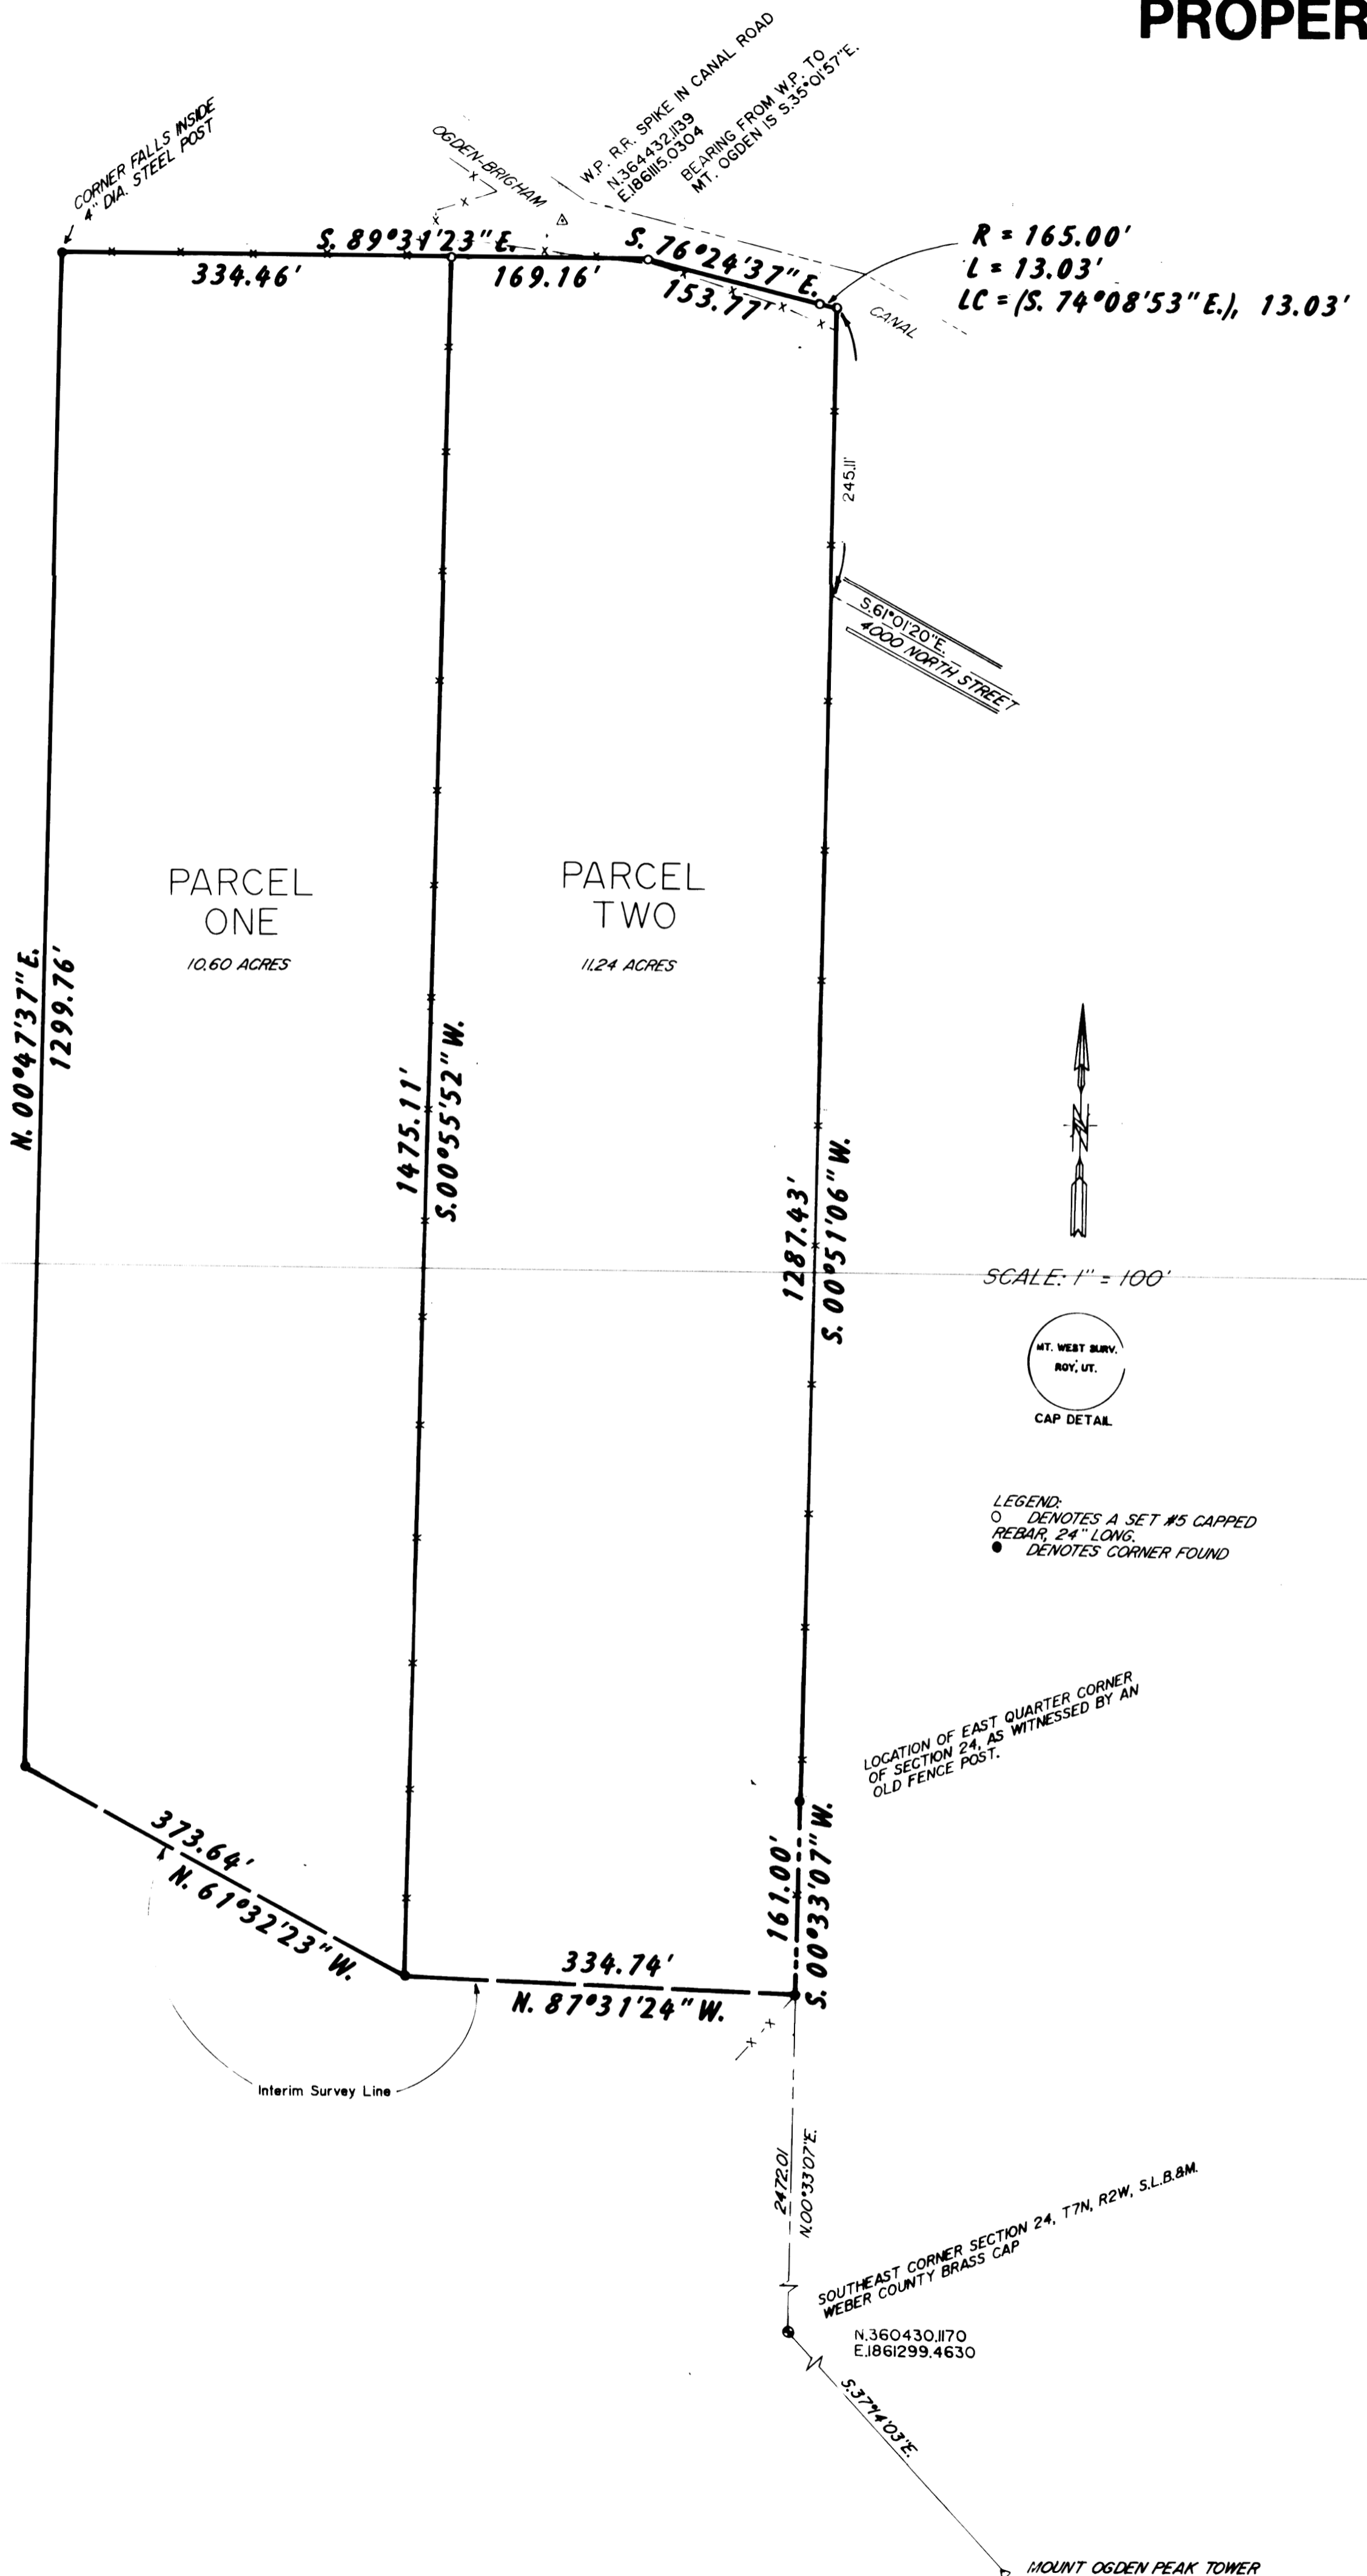 PROPER
CORNER FALLS INSIDE
4" DIA. STEEL POST
OGDEN-BRIGHAM
W.P. R.R. SPIKE IN CANAL ROAD
N.364432.1139
E.1861115.0304
BEARING FROM W.P. TO
MT. OGDEN IS S.35°01'57"E.
S. 89°31'23"E.
334.46'
169.16'
S. 76°24'37"E.
153.77'
R = 165.00'
L = 13.03'
LC = (S. 74°08'53"E.), 13.03'
CANAL
245.11'
S.61°01'20"E.
4000 NORTH STREET
PARCEL
ONE
10.60 ACRES
PARCEL
TWO
11.24 ACRES
N. 00°47'37"E.
1299.76'
1475.11'
S.00°55'52"W.
1287.43'
S. 00°51'06"W.
N
SCALE: 1" = 100'
MT. WEST SURV.
ROY, UT.
CAP DETAIL
LEGEND:
DENOTES A SET #5 CAPPED
REBAR, 24" LONG.
DENOTES CORNER FOUND
LOCATION OF EAST QUARTER CORNER
OF SECTION 24, AS WITNESSED BY AN
OLD FENCE POST.
161.00'
S. 00°33'07"W.
373.64'
N. 61°32'23"W.
334.74'
N. 87°31'24"W.
Interim Survey Line
2472.01
N.00°33'07"E.
SOUTHEAST CORNER SECTION 24, T7N, R2W, S.L.B.&M.
WEBER COUNTY BRASS CAP
N.360430.1170
E.1861299.4630
S.37°14'03"E.
MOUNT OGDEN PEAK TOWER